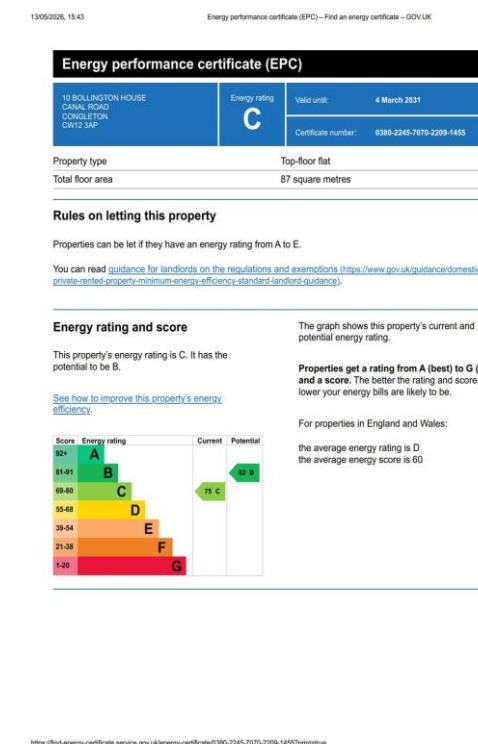 13/05/2026, 15:43
Energy performance certificate (EPC) – Find an energy certificate – GOV.UK
Energy performance certificate (EPC)
10 BOLLINGTON HOUSE
CANAL ROAD
CONGLETON
CW12 3AP
Energy rating
C
Valid until:
4 March 2031
Certificate number:
0380-2245-7070-2209-1455
Property type
Top-floor flat
Total floor area
87 square metres
Rules on letting this property
Properties can be let if they have an energy rating from A to E.
You can read guidance for landlords on the regulations and exemptions (https://www.gov.uk/guidance/domestic-
private-rented-property-minimum-energy-efficiency-standard-landlord-guidance).
Energy rating and score
This property's energy rating is C. It has the
potential to be B.
See how to improve this property's energy
efficiency.
Score Energy rating Current Potential
92+ A
81-91 B 82 B
69-80 C 75 C
55-68 D
39-54 E
21-38 F
1-20 G
The graph shows this property's current and
potential energy rating.
Properties get a rating from A (best) to G (
and a score. The better the rating and score,
lower your energy bills are likely to be.
For properties in England and Wales:
the average energy rating is D
the average energy score is 60
https://find-energy-certificate.service.gov.uk/energy-certificate/0380-2245-7070-2209-1455?print=true